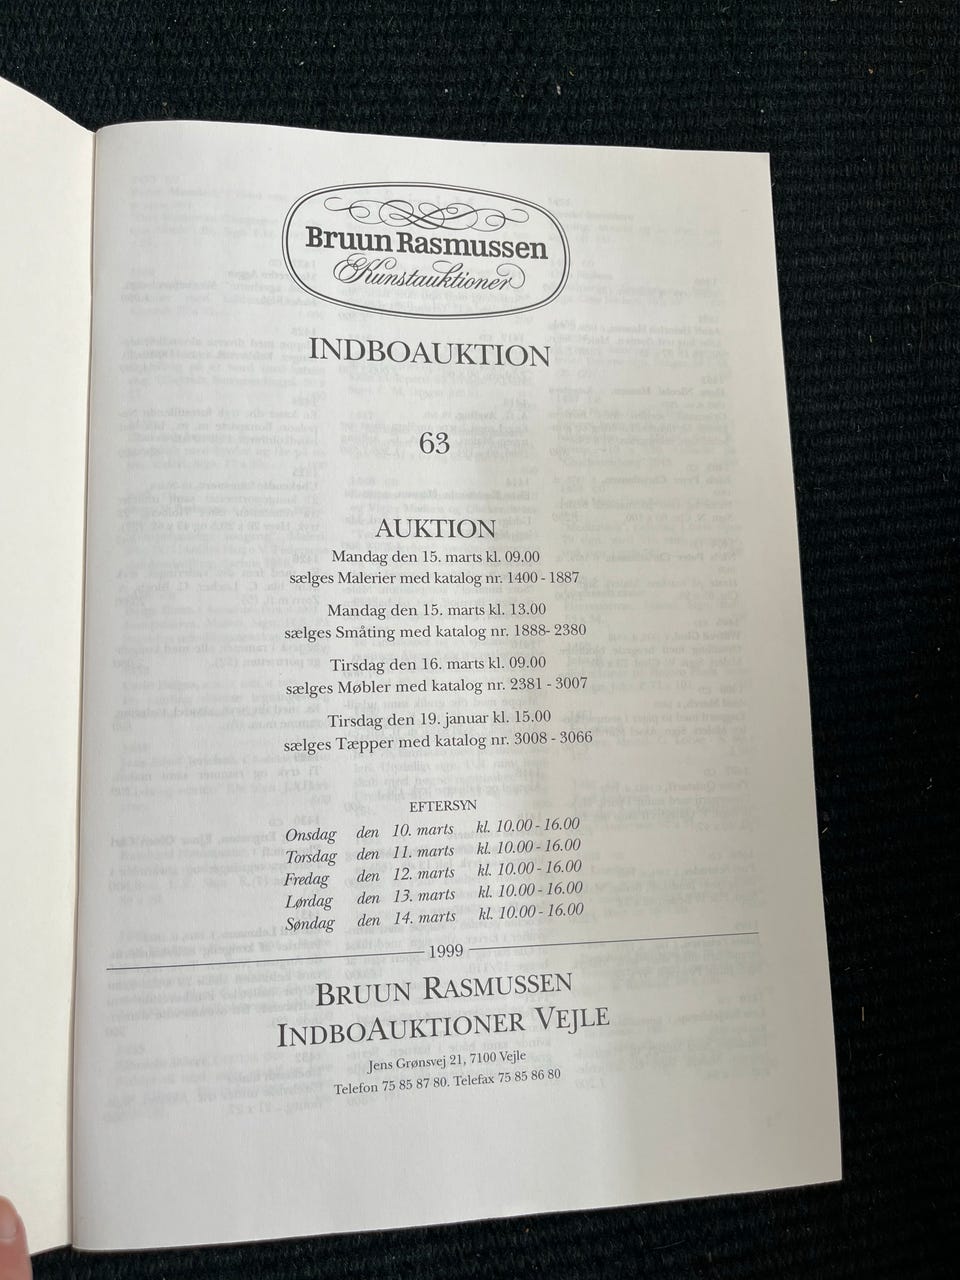 Bruun Rasmussen
Kunstauktioner
INDBOAUKTION
63
AUKTION
Mandag den 15. marts kl. 09.00
sælges Malerier med katalog nr. 1400 - 1887
Mandag den 15. marts kl. 13.00
sælges Småting med katalog nr. 1888- 2380
Tirsdag den 16. marts kl. 09.00
sælges Møbler med katalog nr. 2381 - 3007
Tirsdag den 19. januar kl. 15.00
sælges Tæpper med katalog nr. 3008 - 3066
EFTERSYN
Onsdag den 10. marts kl. 10.00 - 16.00
Torsdag den 11. marts kl. 10.00 - 16.00
Fredag den 12. marts kl. 10.00 - 16.00
Lørdag den 13. marts kl. 10.00 - 16.00
Søndag den 14. marts kl. 10.00 - 16.00
1999
BRUUN RASMUSSEN
INDBOAUKTIONER VEJLE
Jens Grønsvej 21, 7100 Vejle
Telefon 75 85 87 80. Telefax 75 85 86 80